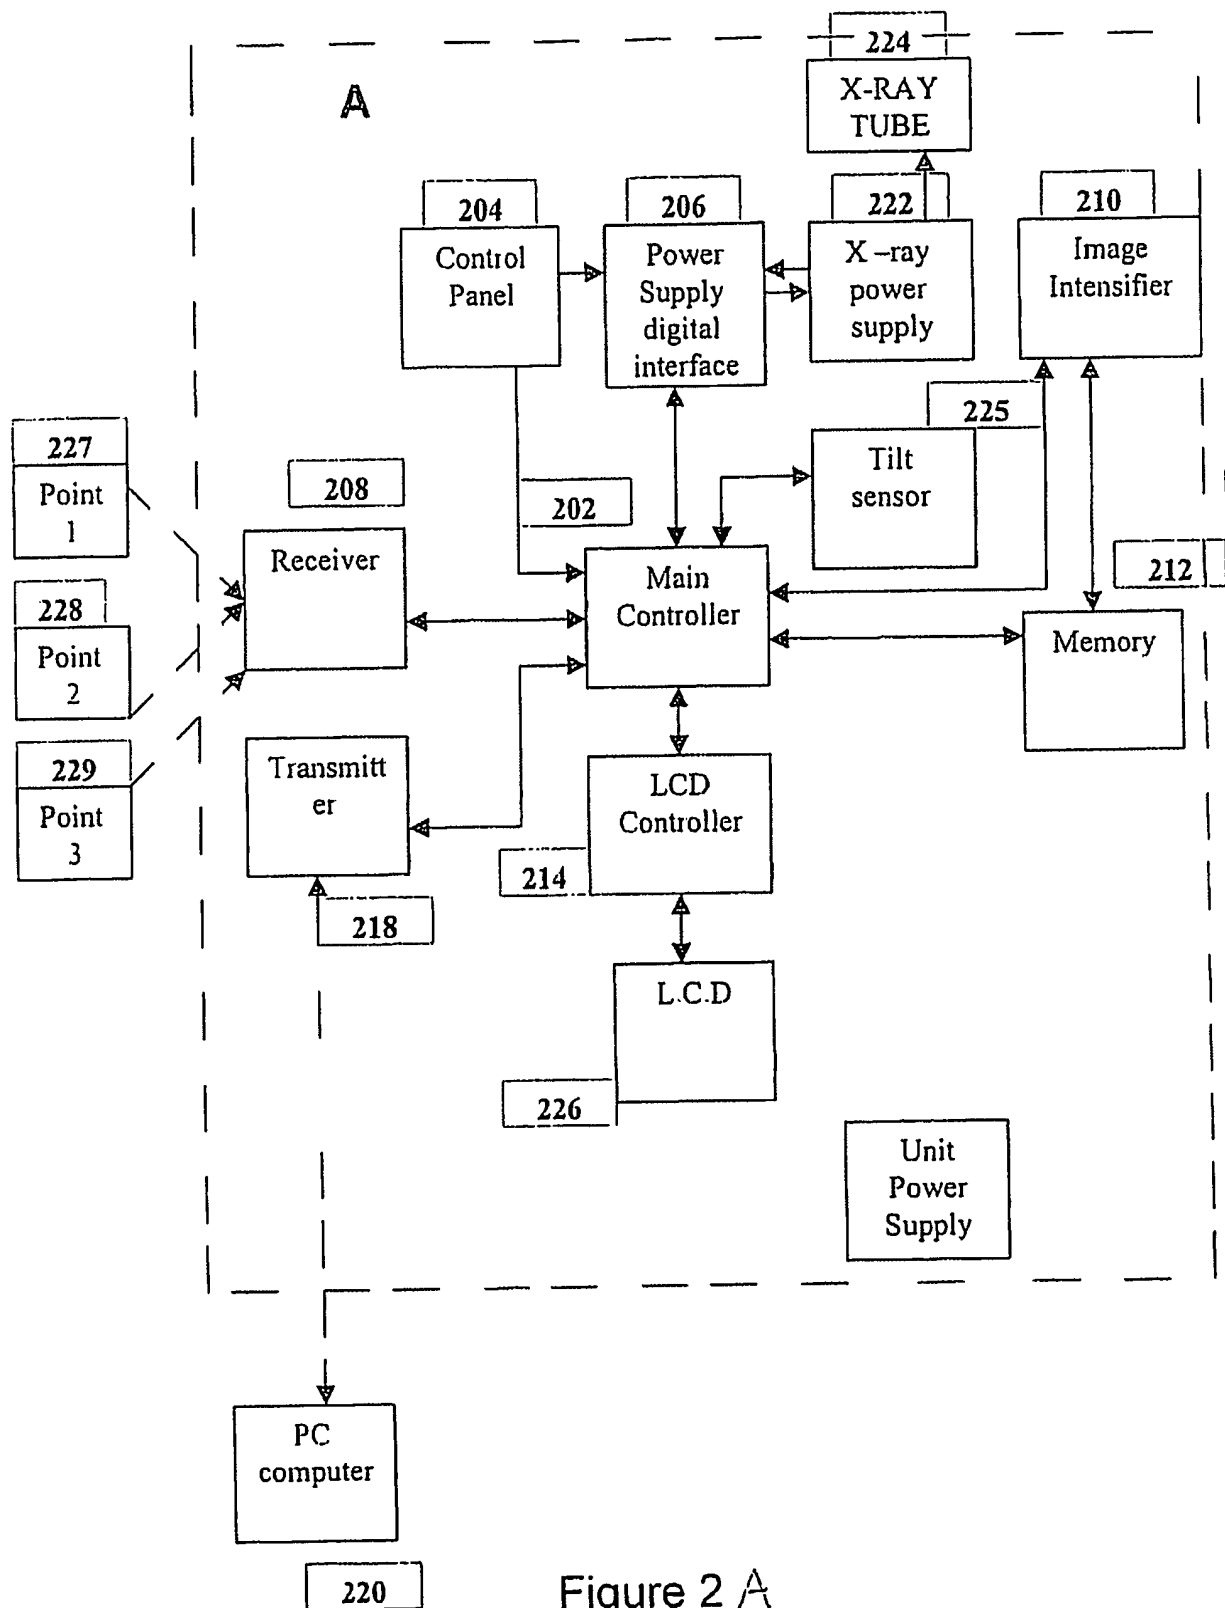 224
X-RAY
TUBE
A
204
Control
Panel
206
Power
Supply
digital
interface
222
X –ray
power
supply
210
Image
Intensifier
225
Tilt
sensor
227
Point
1
208
Receiver
202
Main
Controller
212
Memory
228
Point
2
229
Point
3
Transmitt
er
218
LCD
Controller
214
L.C.D
226
Unit
Power
Supply
PC
computer
220
Figure 2 A